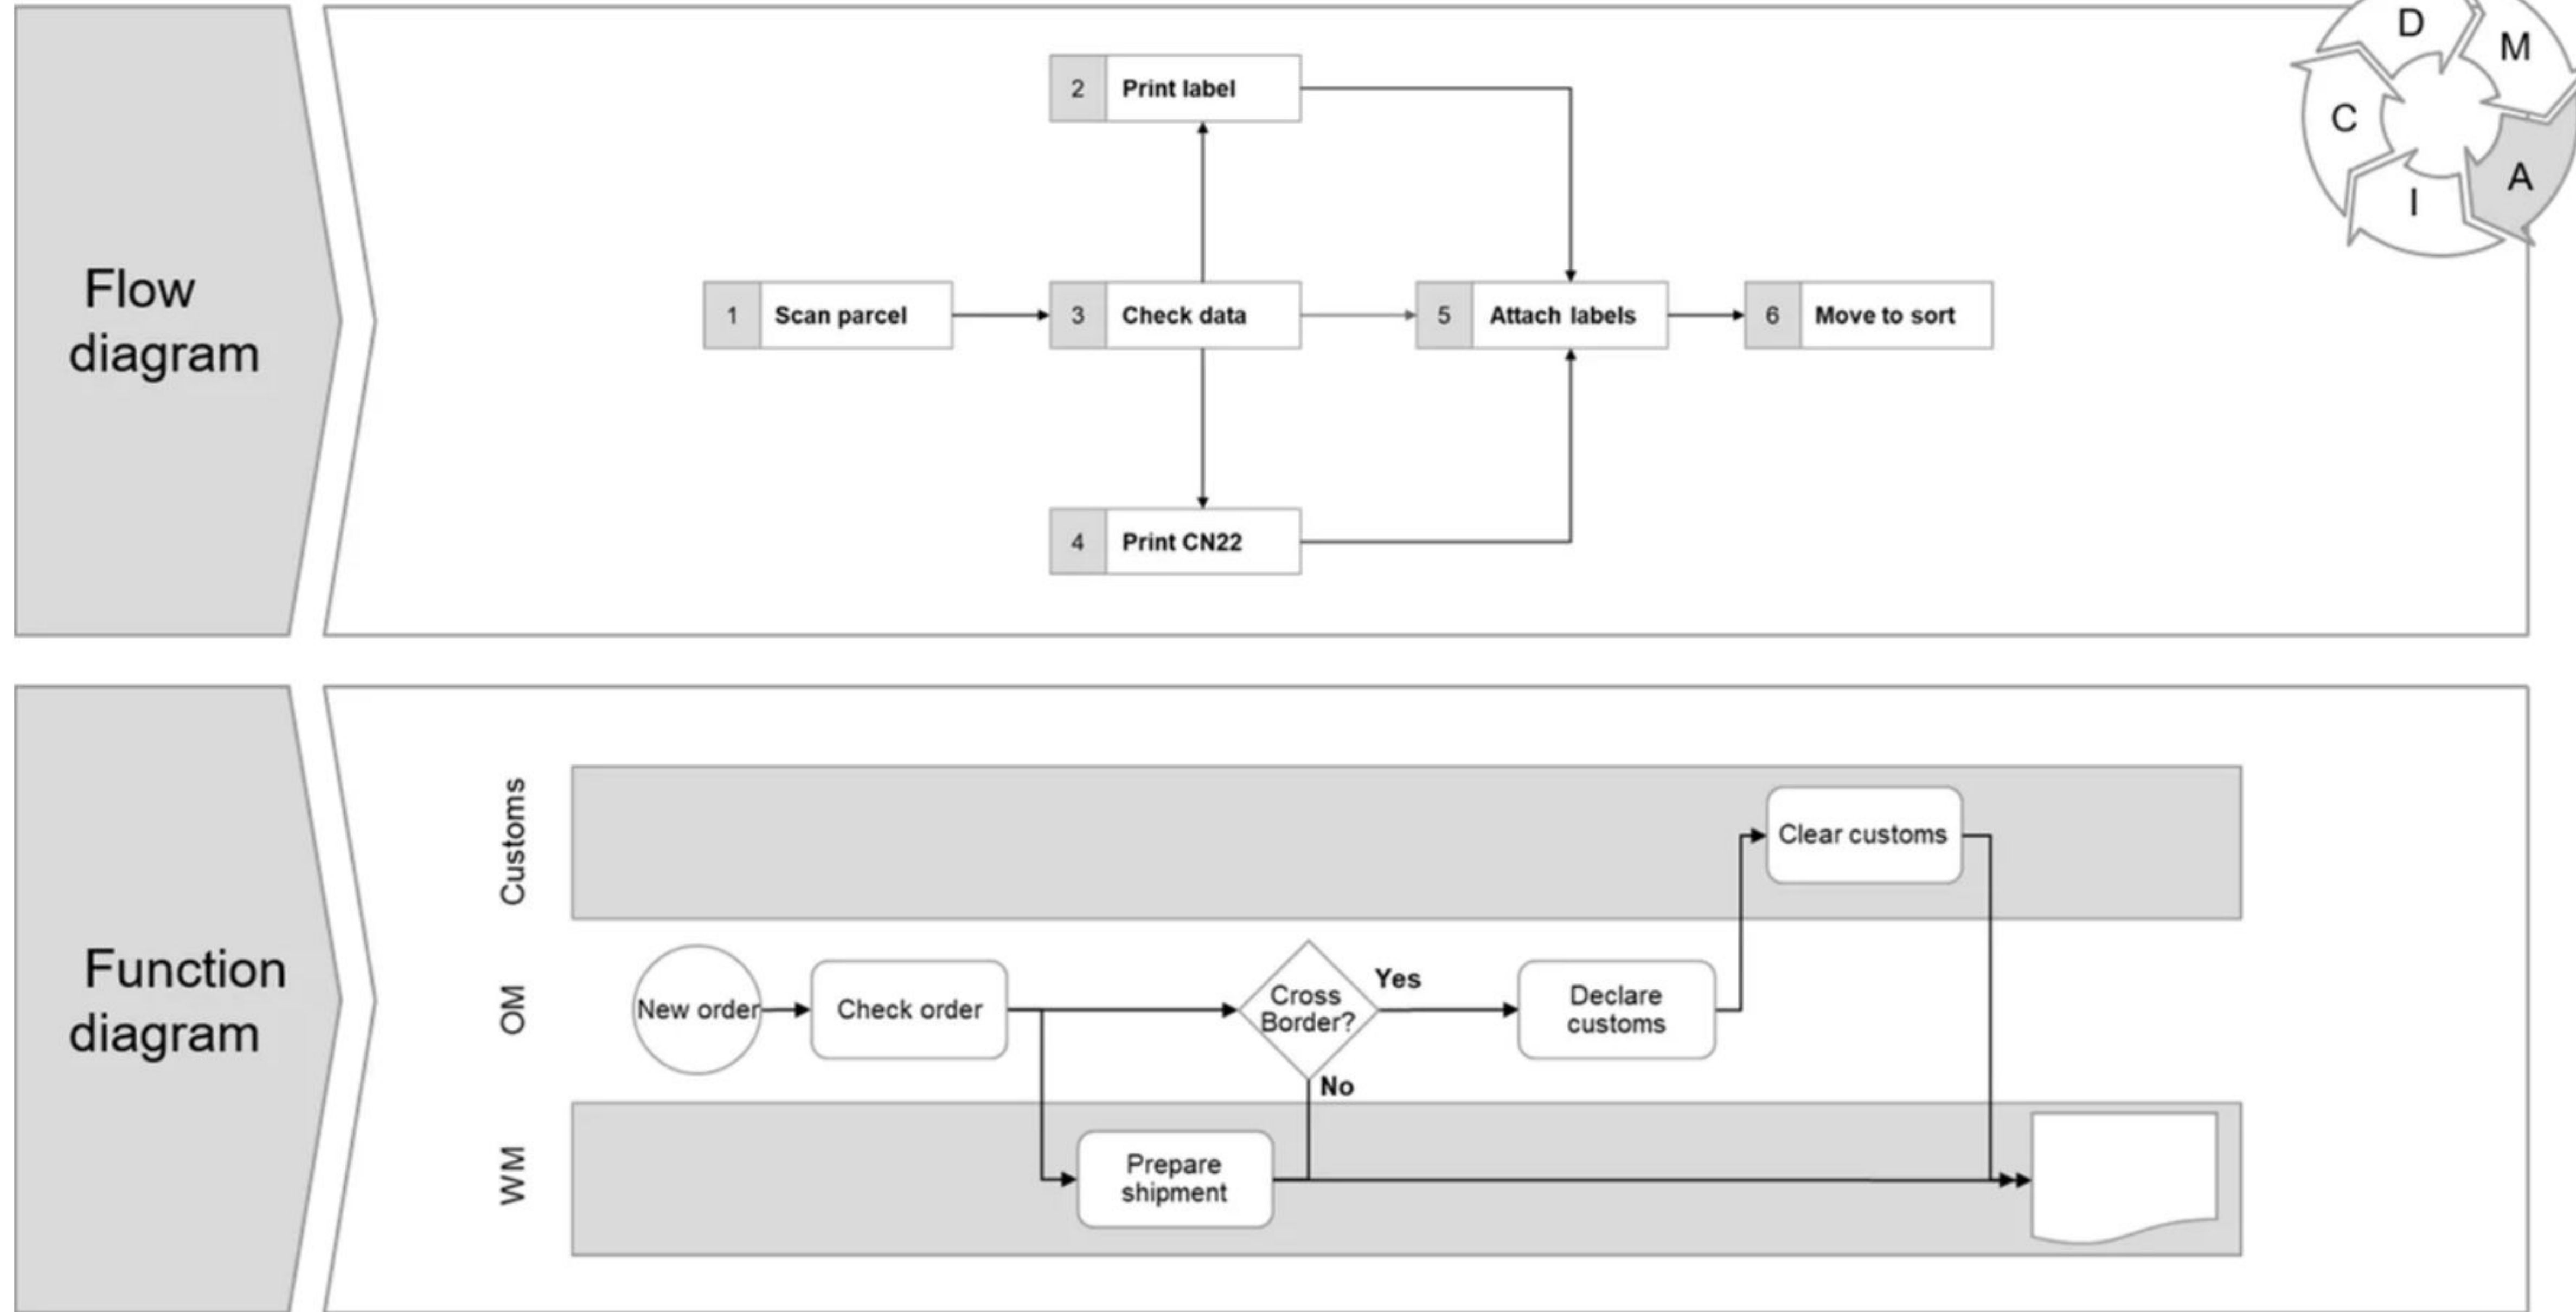 D
M
C
A
I
Flow
diagram
2 Print label
1 Scan parcel
3 Check data
5 Attach labels
6 Move to sort
4 Print CN22
Function
diagram
Customs
Clear customs
OM
New order
Check order
Cross
Border?
Yes
No
Declare
customs
WM
Prepare
shipment